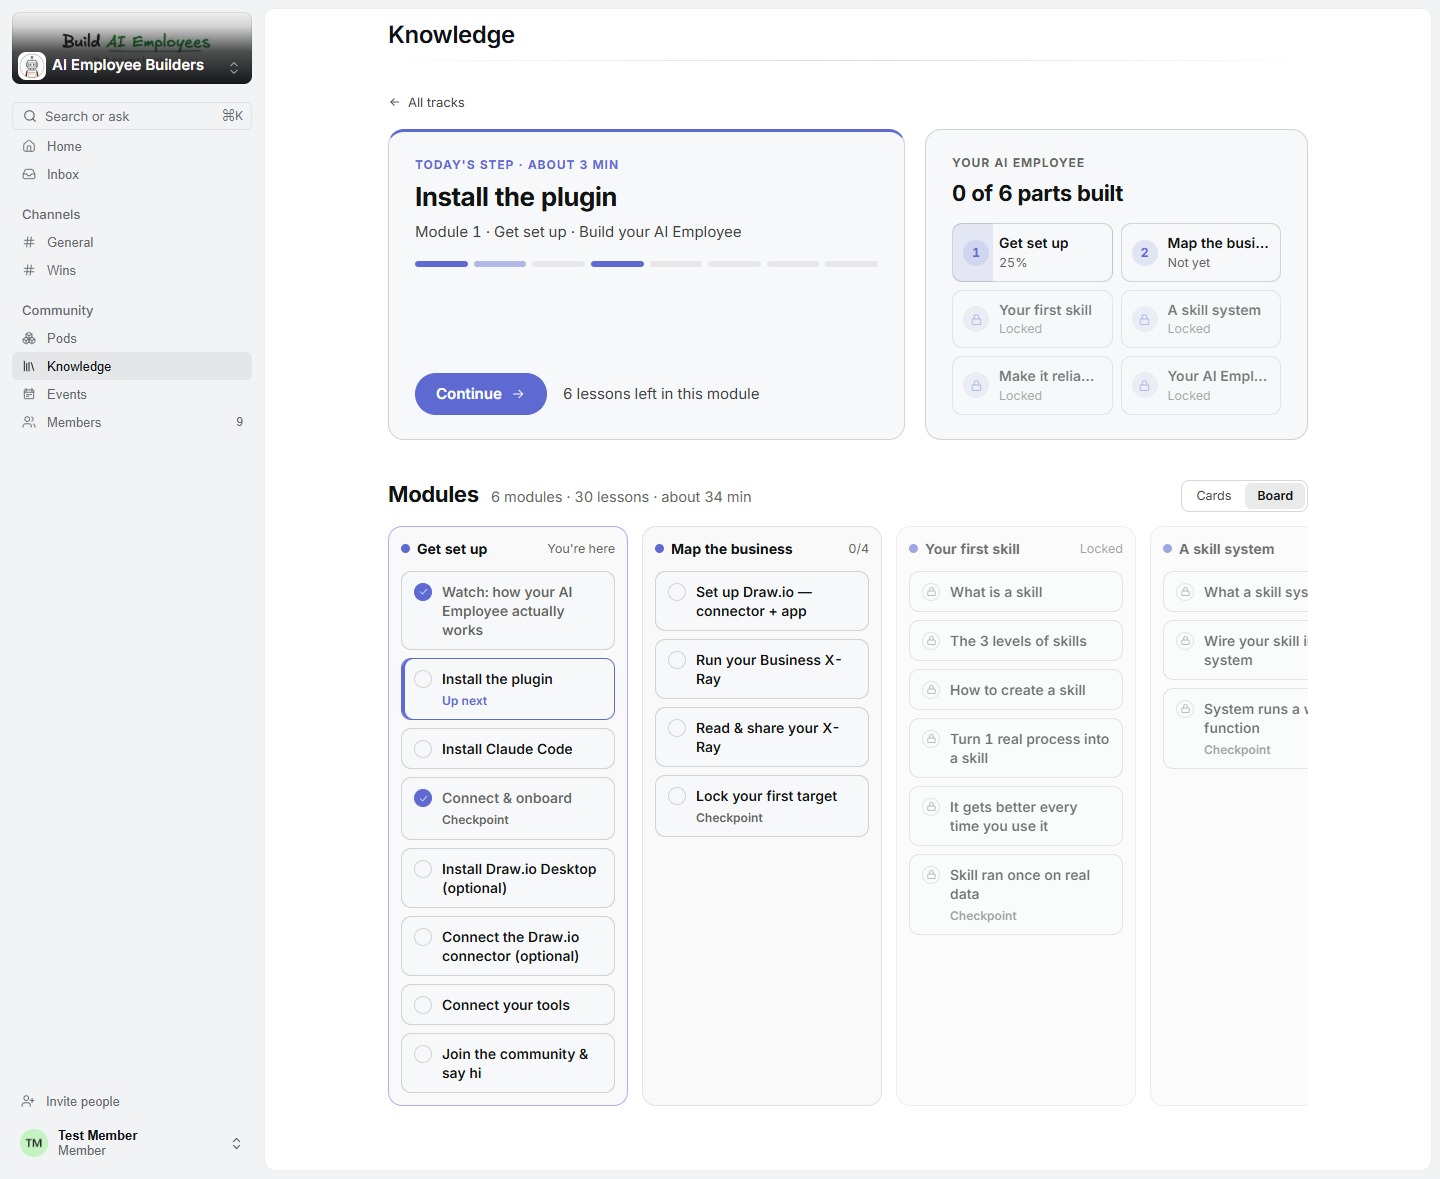 Build AI Employees
AI Employee Builders
Search or ask
⌘K
Home
Inbox
Channels
General
Wins
Community
Pods
Knowledge
Events
Members
9
Invite people
TM
Test Member
Member
Knowledge
All tracks
TODAY'S STEP · ABOUT 3 MIN
Install the plugin
Module 1 · Get set up · Build your AI Employee
Continue
6 lessons left in this module
YOUR AI EMPLOYEE
0 of 6 parts built
1
Get set up
25%
2
Map the busi...
Not yet
Your first skill
Locked
A skill system
Locked
Make it relia...
Locked
Your AI Empl...
Locked
Modules
6 modules · 30 lessons · about 34 min
Cards
Board
Get set up
You're here
Watch: how your AI
Employee actually
works
Install the plugin
Up next
Install Claude Code
Connect & onboard
Checkpoint
Install Draw.io Desktop
(optional)
Connect the Draw.io
connector (optional)
Connect your tools
Join the community &
say hi
Map the business
0/4
Set up Draw.io —
connector + app
Run your Business X-
Ray
Read & share your X-
Ray
Lock your first target
Checkpoint
Your first skill
Locked
What is a skill
The 3 levels of skills
How to create a skill
Turn 1 real process into
a skill
It gets better every
time you use it
Skill ran once on real
data
Checkpoint
A skill system
What a skill sys
Wire your skill i
system
System runs a
function
Checkpoint